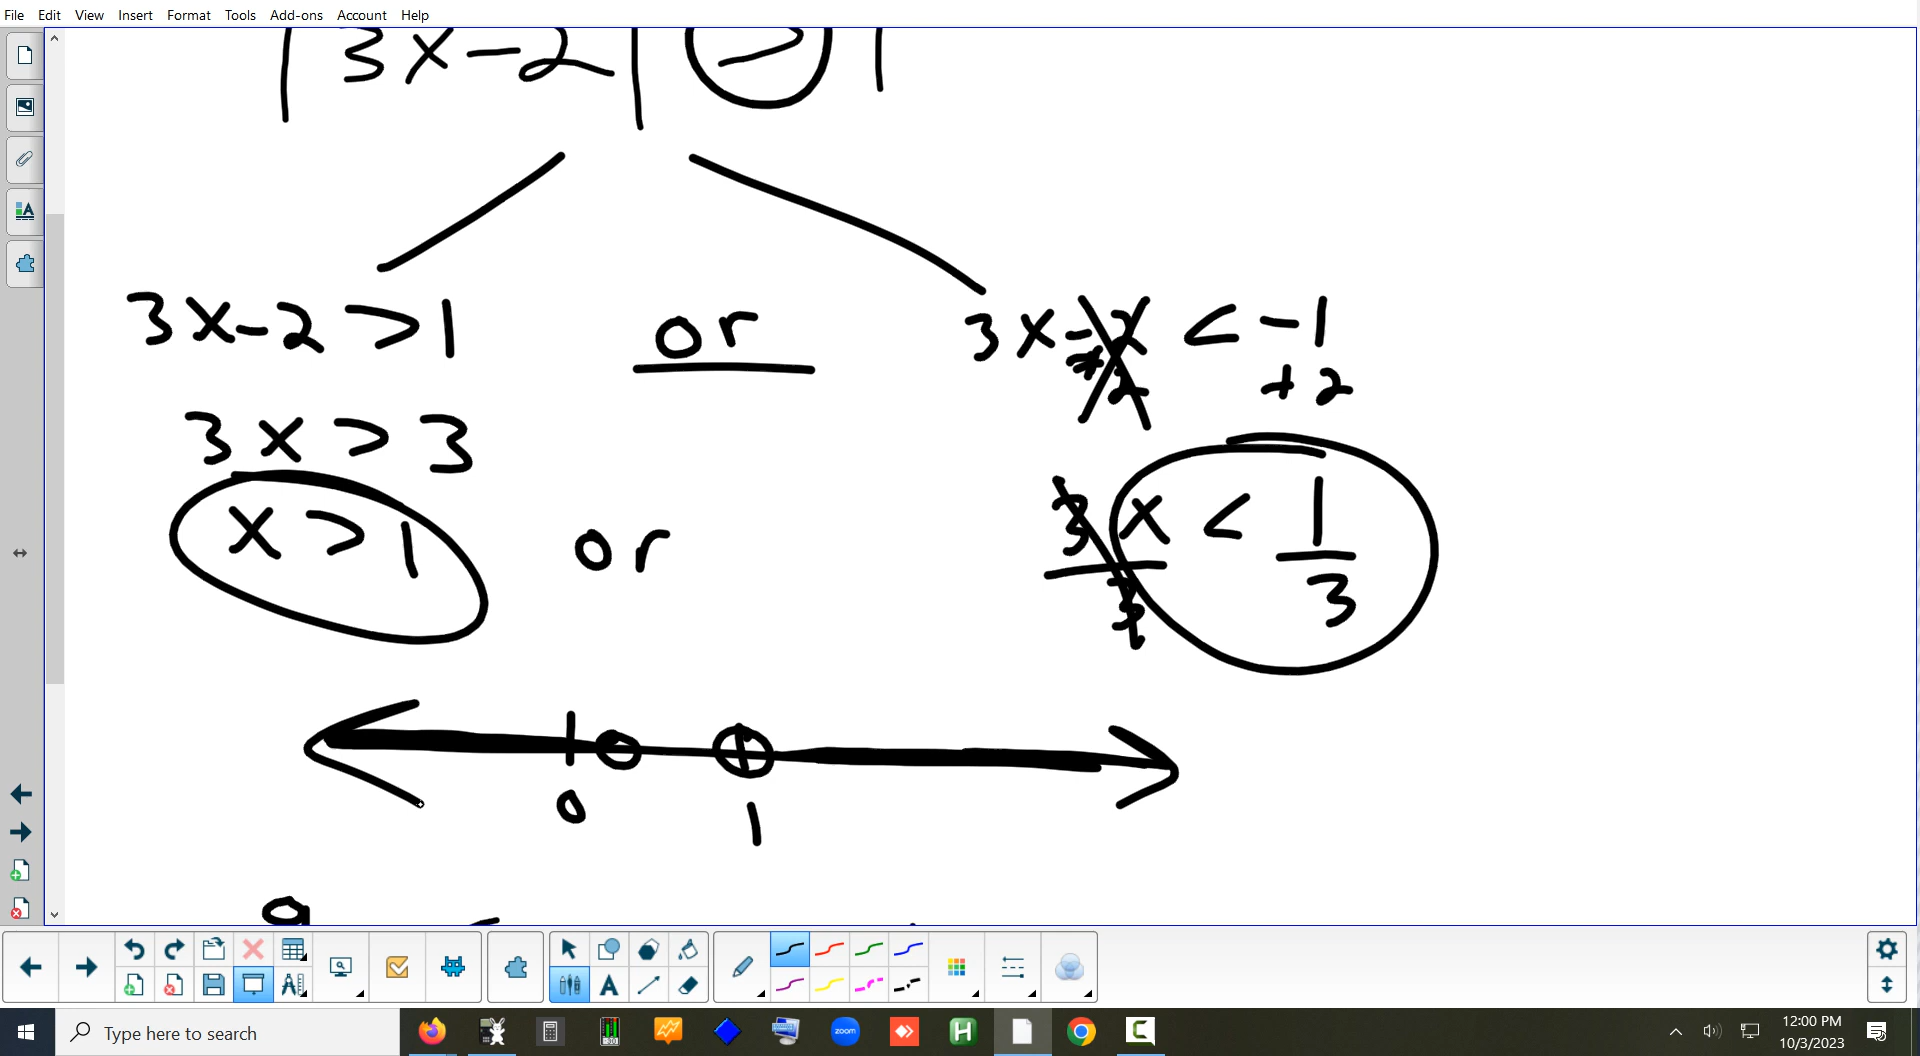 File Edit View Insert Format Tools Add-ons Account Help
|3x-2| > 1
3x-2 > 1 or 3x-2 < -1
+2 +2
3x > 3
x > 1 or 3x/3 < 1/3
0 1
Type here to search
zoom
12:00 PM
10/3/2023